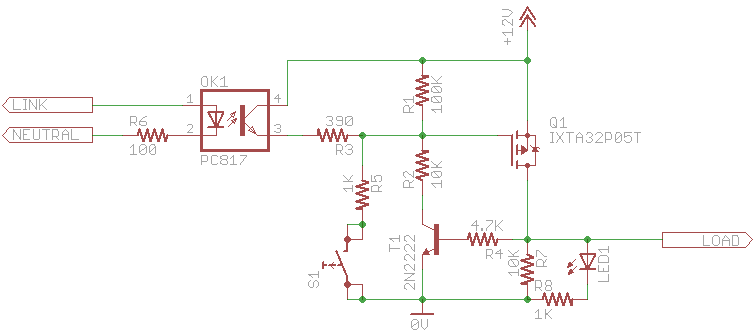 +12V
OK1
LINK
1
4
NEUTRAL
R6
100
2
3
PC817
390
R3
R1
100K
Q1
IXTA32P05T
1K
R5
R2
10K
T1
2N2222
4.7K
R4
S1
10K
R7
LED1
LOAD
R8
1K
0V